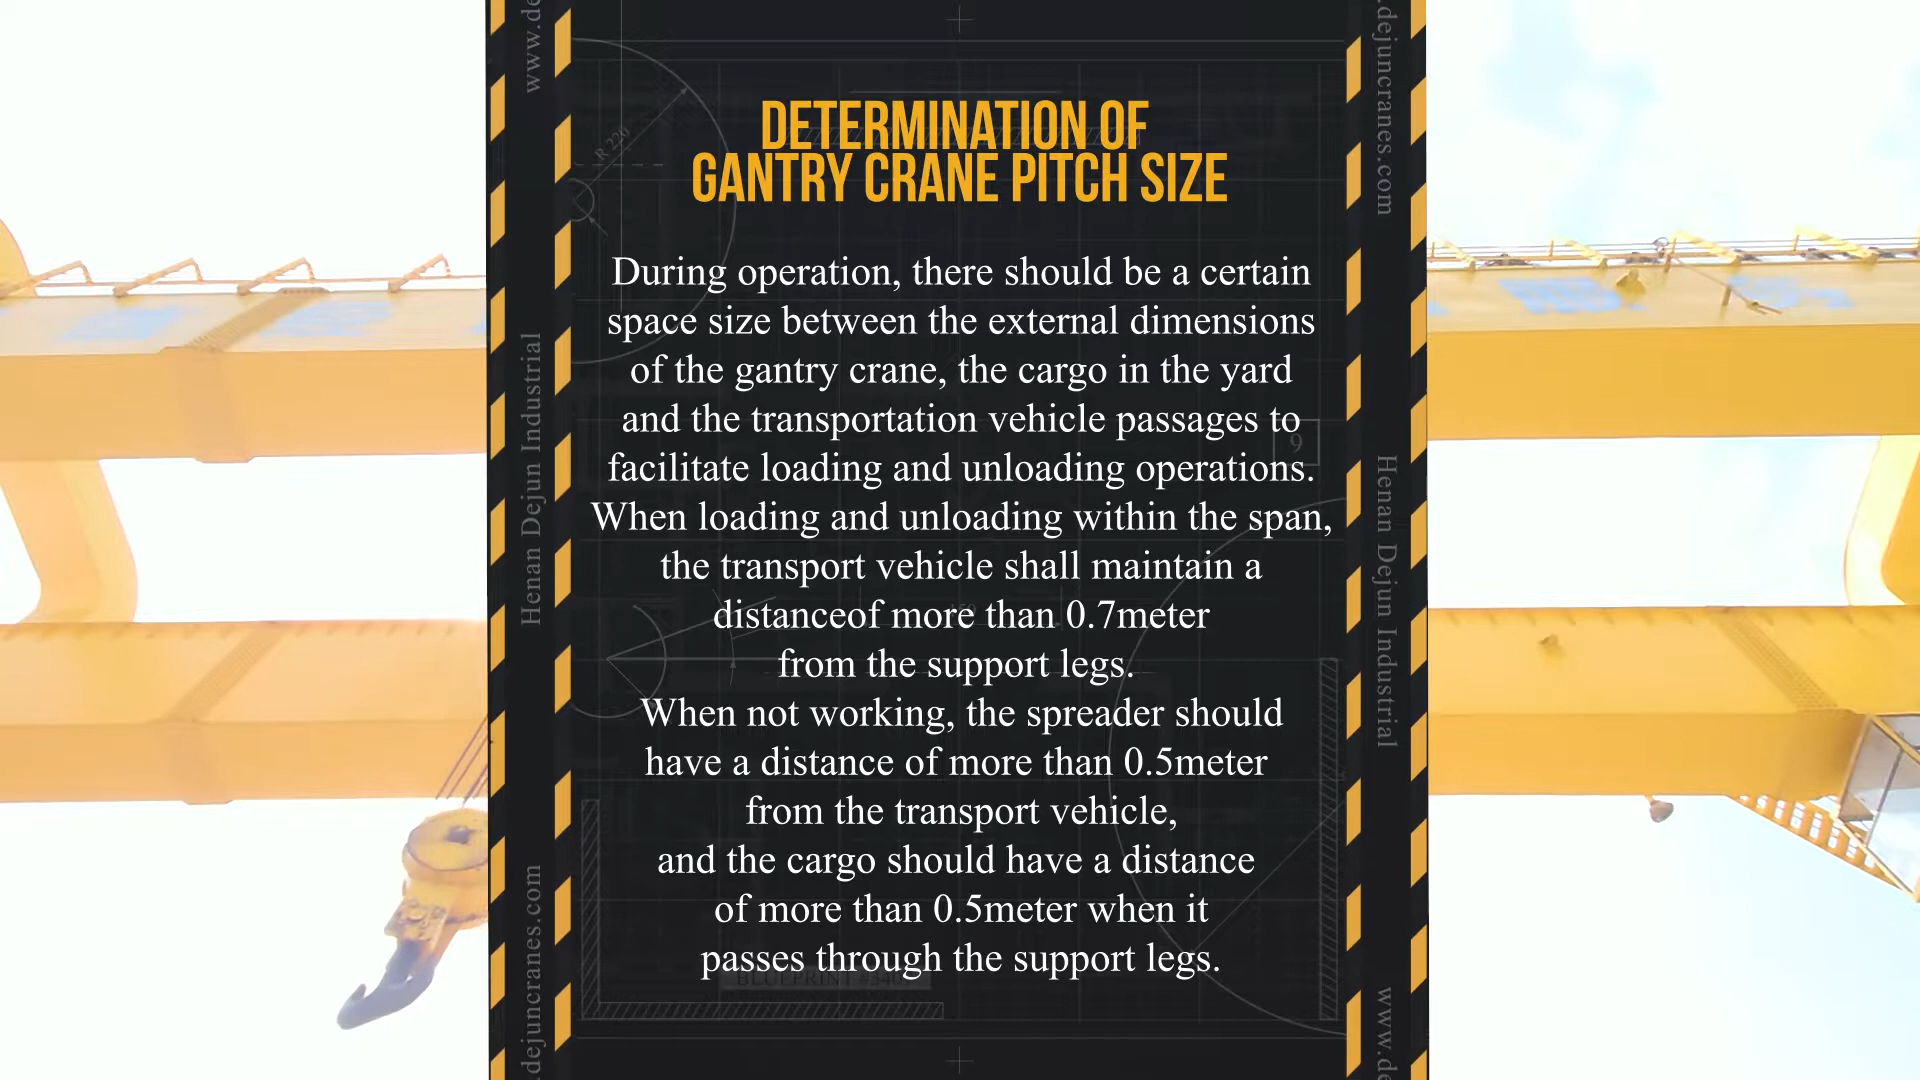 DETERMINATION OF
GANTRY CRANE PITCH SIZE
During operation, there should be a certain
space size between the external dimensions
of the gantry crane, the cargo in the yard
and the transportation vehicle passages to
facilitate loading and unloading operations.
When loading and unloading within the span,
the transport vehicle shall maintain a
distanceof more than 0.7meter
from the support legs.
When not working, the spreader should
have a distance of more than 0.5meter
from the transport vehicle,
and the cargo should have a distance
of more than 0.5meter when it
passes through the support legs.
www.de
Henan Dejun Industrial
.dejuncranes.com
.dejuncranes.com
Henan Dejun Industrial
www.de
R 220
9